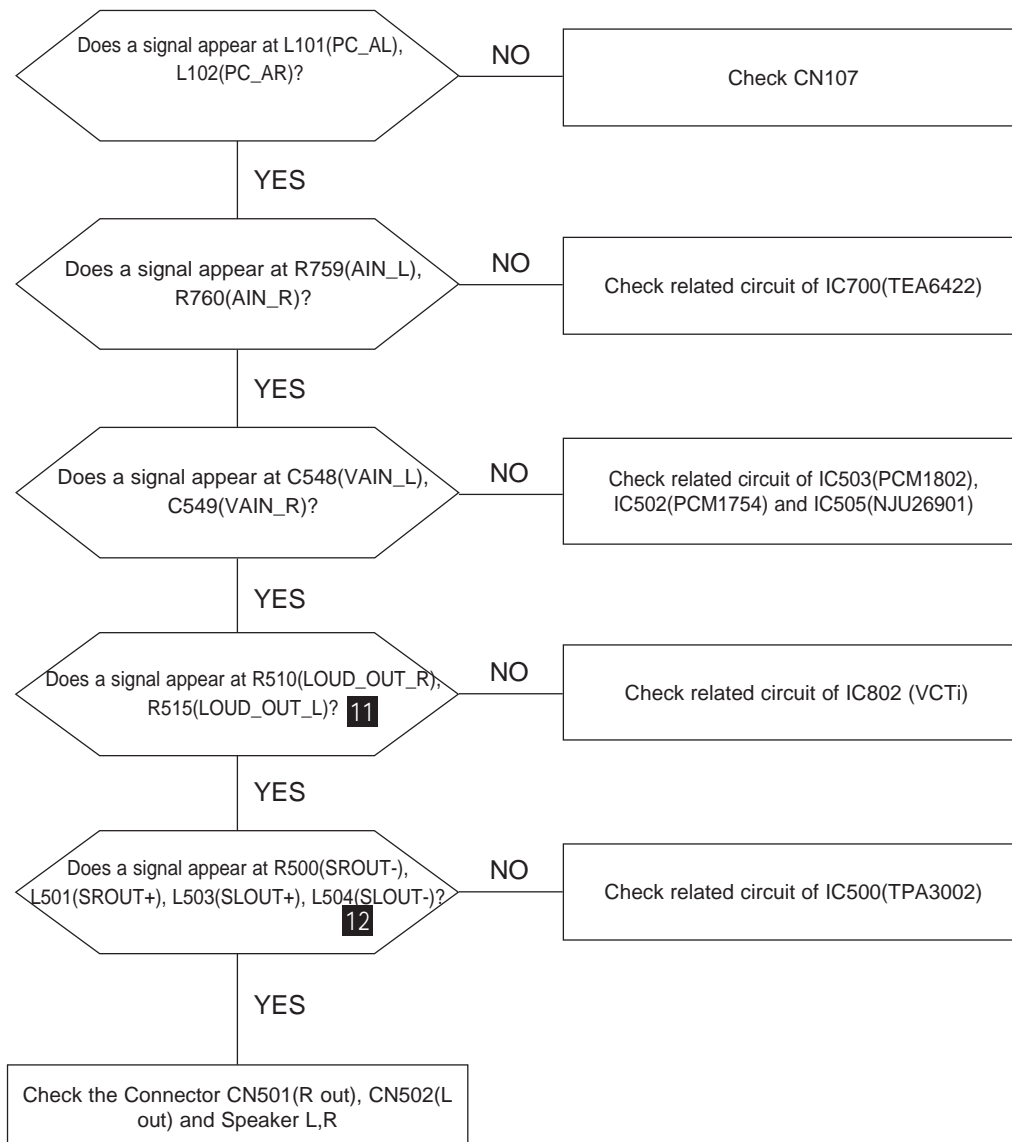 Does a signal appear at L101(PC_AL),
L102(PC_AR)?
NO
Check CN107
YES
Does a signal appear at R759(AIN_L),
R760(AIN_R)?
NO
Check related circuit of IC700(TEA6422)
YES
Does a signal appear at C548(VAIN_L),
C549(VAIN_R)?
NO
Check related circuit of IC503(PCM1802),
IC502(PCM1754) and IC505(NJU26901)
YES
Does a signal appear at R510(LOUD_OUT_R),
R515(LOUD_OUT_L)? 11
NO
Check related circuit of IC802 (VCTi)
YES
Does a signal appear at R500(SROUT-),
L501(SROUT+), L503(SLOUT+), L504(SLOUT-)?
12
NO
Check related circuit of IC500(TPA3002)
YES
Check the Connector CN501(R out), CN502(L
out) and Speaker L,R